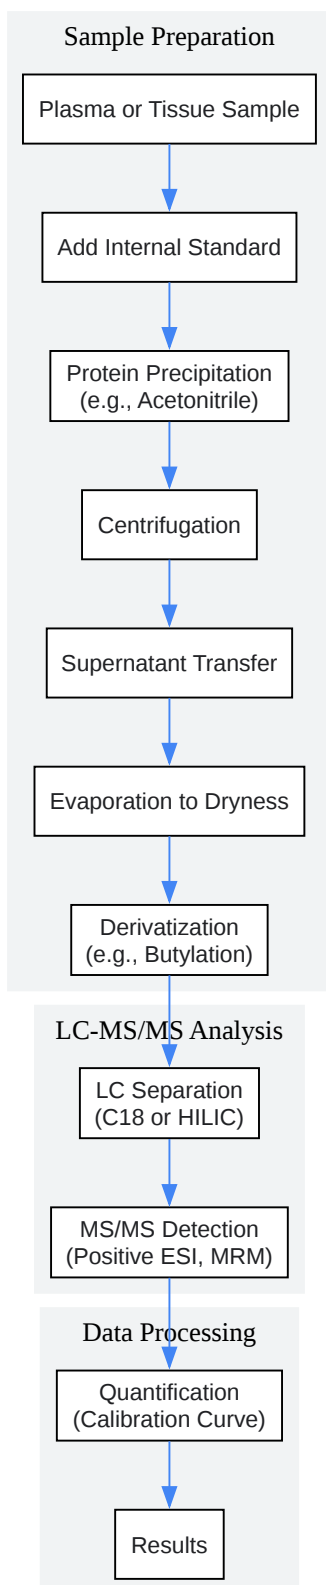 Sample Preparation
Plasma or Tissue Sample
Add Internal Standard
Protein Precipitation
(e.g., Acetonitrile)
Centrifugation
Supernatant Transfer
Evaporation to Dryness
Derivatization
(e.g., Butylation)
LC-MS/MS Analysis
LC Separation
(C18 or HILIC)
MS/MS Detection
(Positive ESI, MRM)
Data Processing
Quantification
(Calibration Curve)
Results